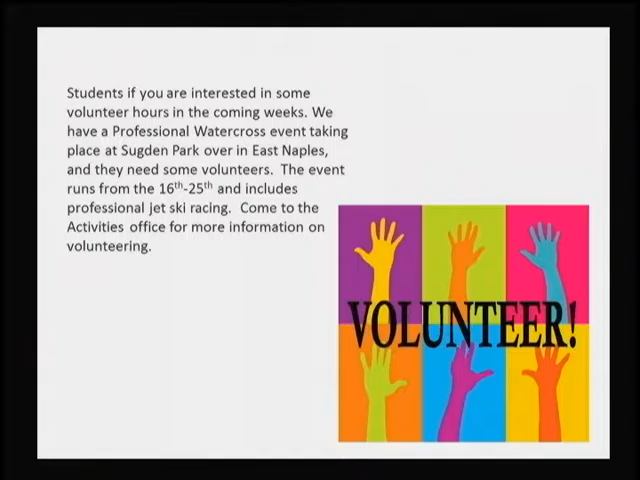 Students if you are interested in some
volunteer hours in the coming weeks. We
have a Professional Watercross event taking
place at Sugden Park over in East Naples,
and they need some volunteers.  The event
runs from the 16th-25th and includes
professional jet ski racing.  Come to the
Activities office for more information on
volunteering.
VOLUNTEER!